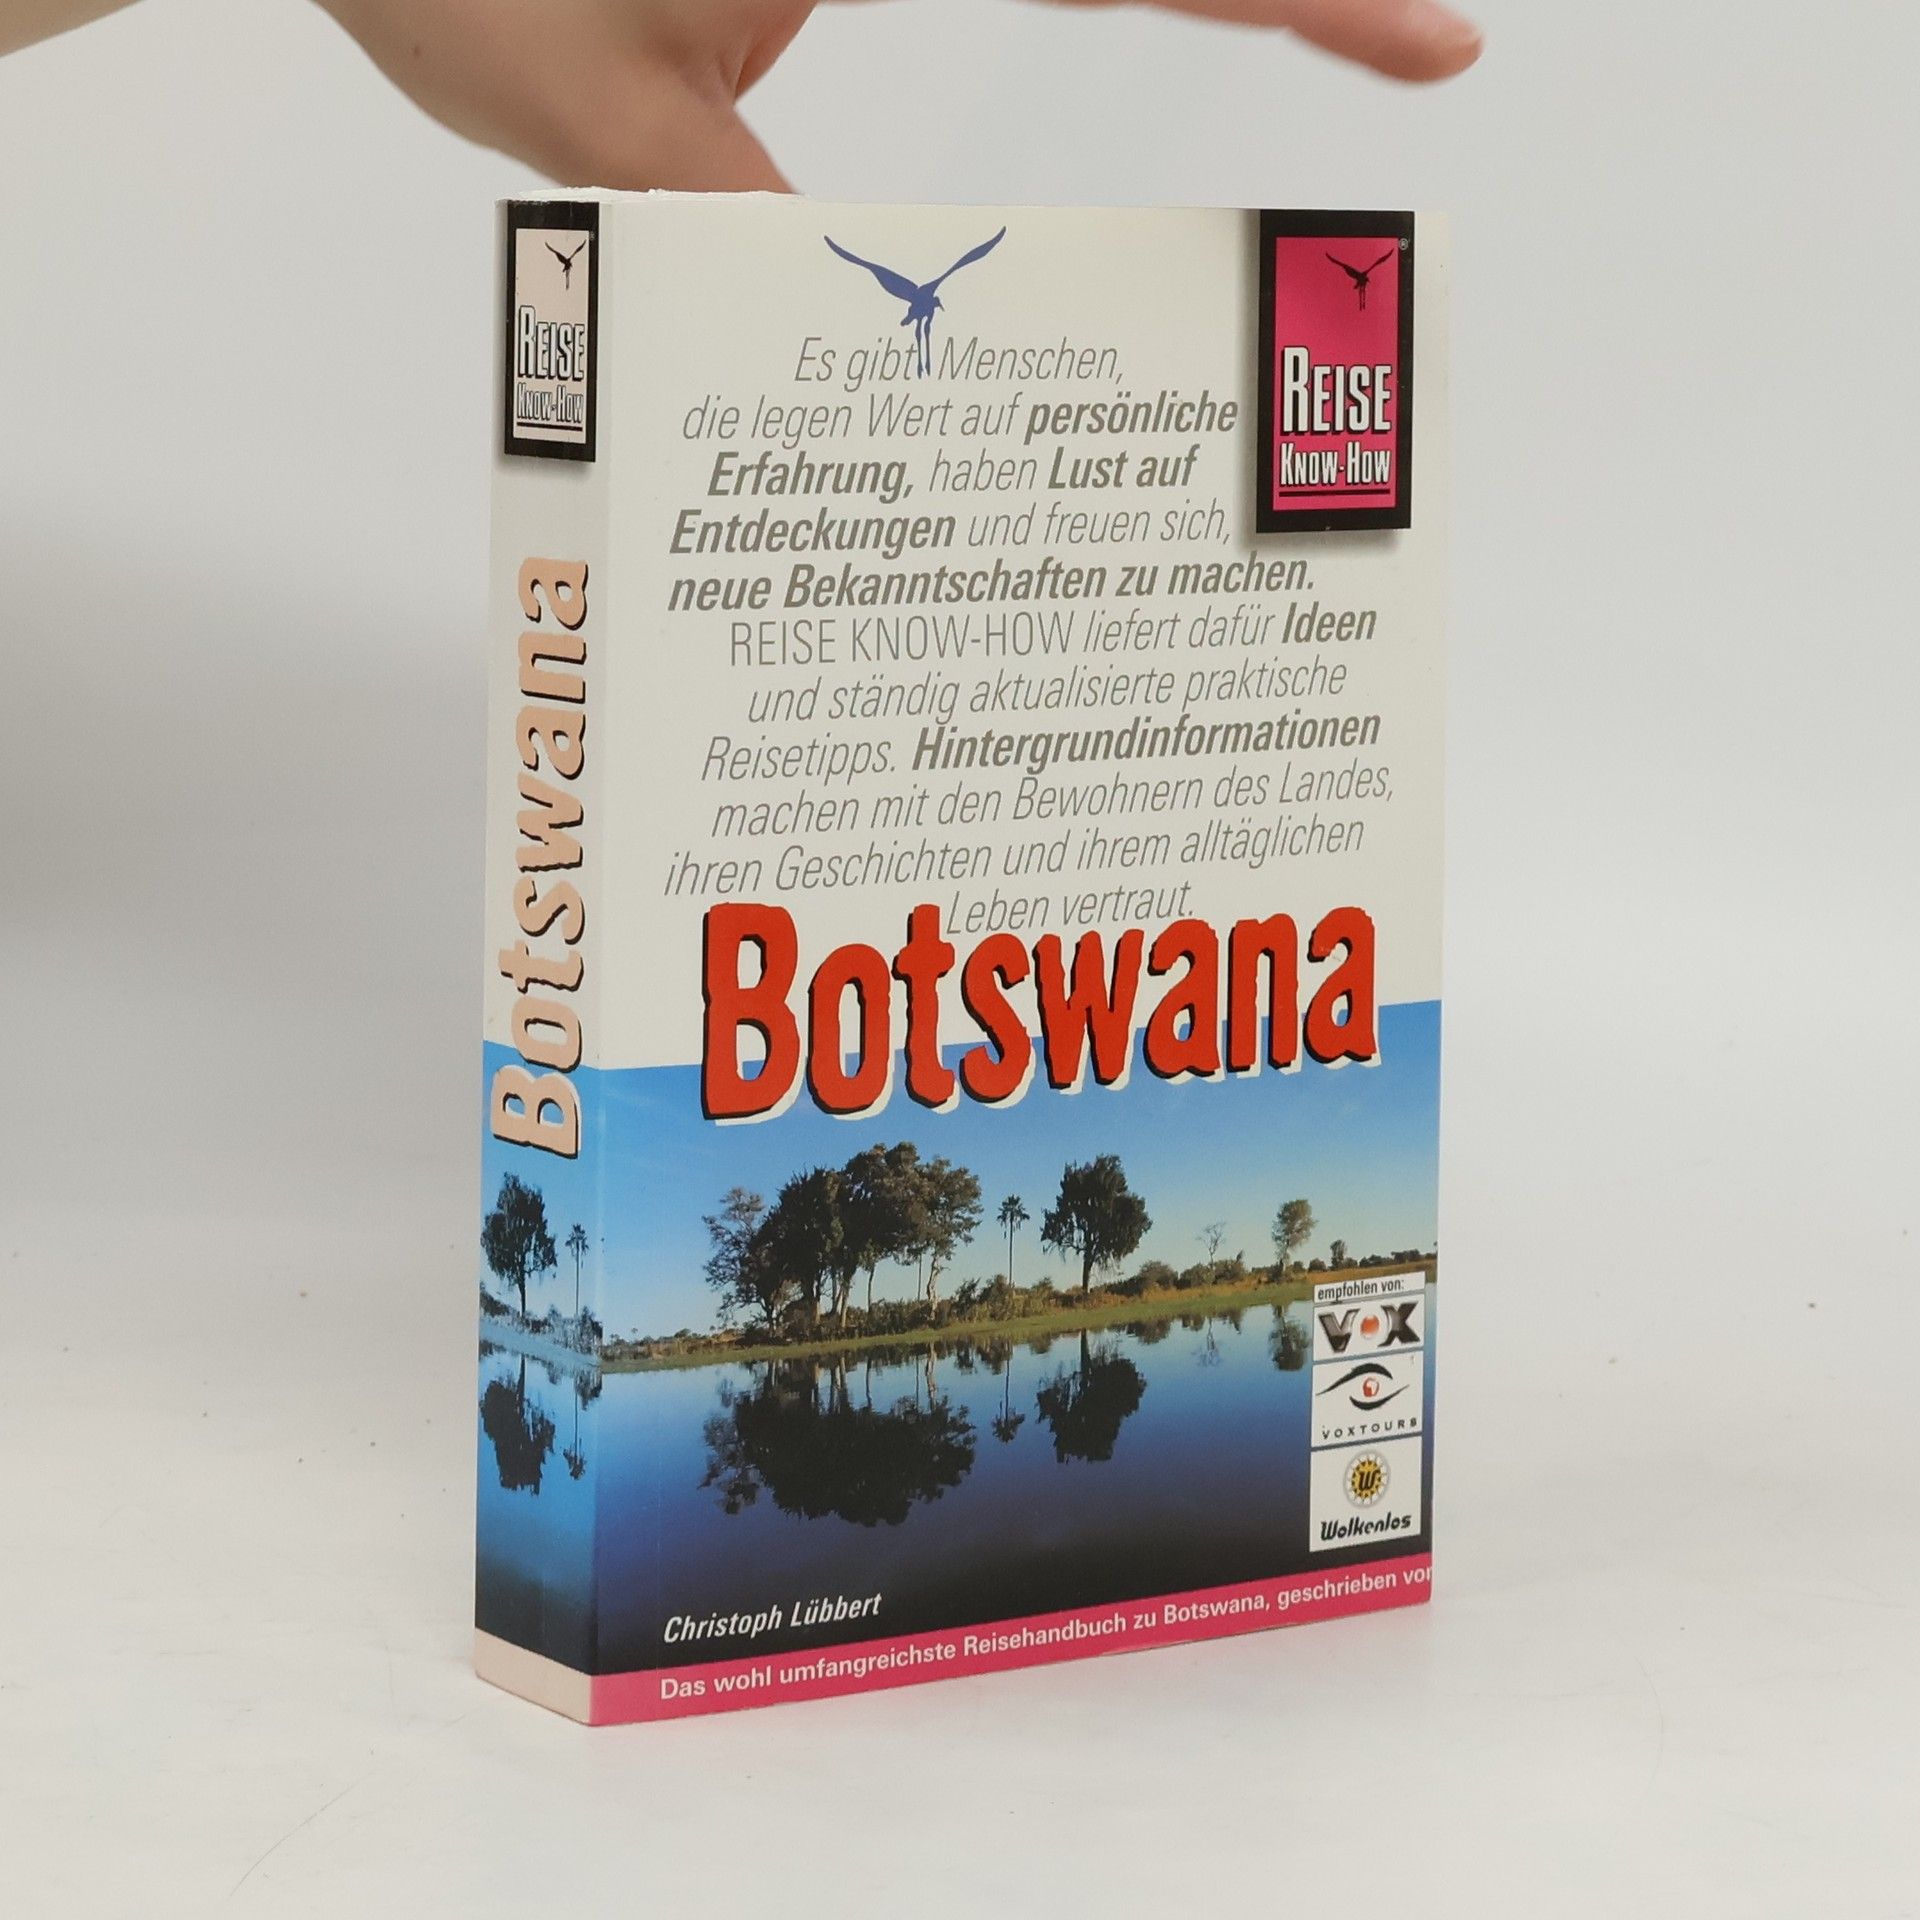 REISE
KNOW-HOW
Botswana
Es gibt Menschen,
die legen Wert auf persönliche
Erfahrung, haben Lust auf
Entdeckungen und freuen sich,
neue Bekanntschaften zu machen.
REISE KNOW-HOW liefert dafür Ideen
und ständig aktualisierte praktische
Reisetipps. Hintergrundinformationen
machen mit den Bewohnern des Landes,
ihren Geschichten und ihrem alltäglichen
Leben vertraut.
REISE
KNOW-HOW
®
Botswana
empfohlen von:
VOX
VOXTOURS
W
Wolkenlos
Christoph Lübbert
Das wohl umfangreichste Reisehandbuch zu Botswana, geschrieben von